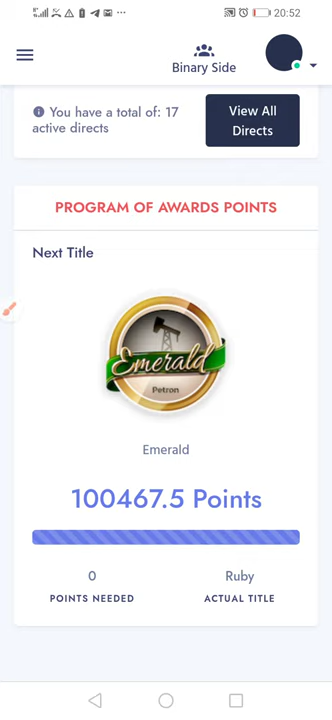 20:52
Binary Side
You have a total of: 17
active directs
View All
Directs
PROGRAM OF AWARDS POINTS
Next Title
Emerald
Petron
Emerald
100467.5 Points
0
Ruby
POINTS NEEDED
ACTUAL TITLE